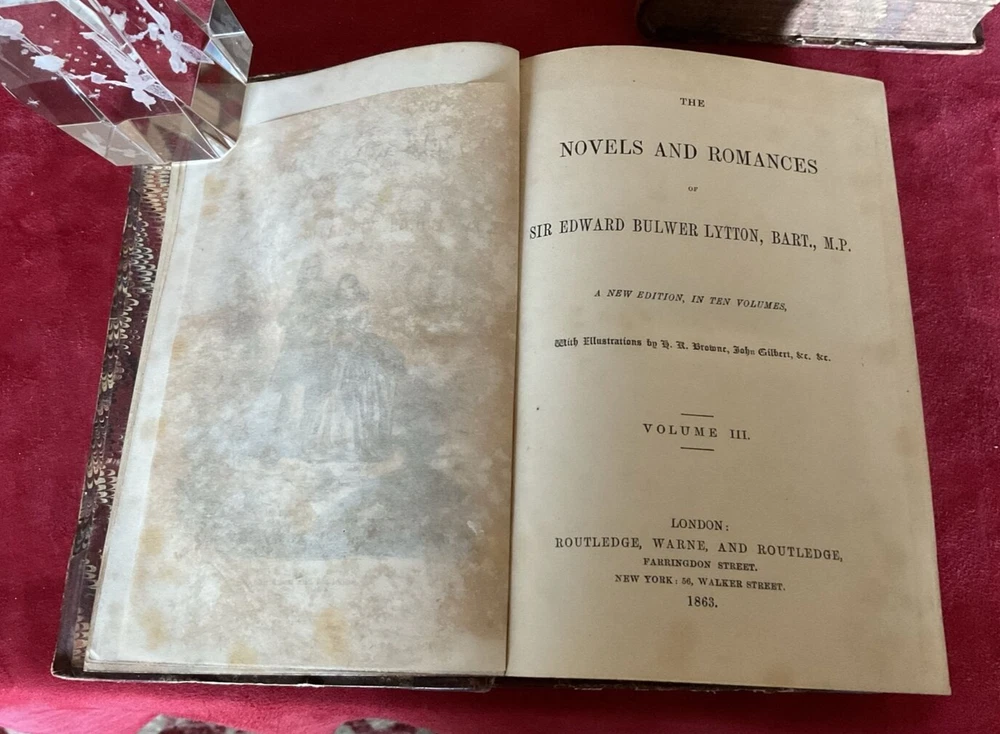 THE
NOVELS AND ROMANCES
OF
SIR EDWARD BULWER LYTTON, BART., M.P.
A NEW EDITION, IN TEN VOLUMES,
With Illustrations by H. K. Browne, John Gilbert, &c. &c.
VOLUME III.
LONDON:
ROUTLEDGE, WARNE, AND ROUTLEDGE,
FARRINGDON STREET.
NEW YORK: 56, WALKER STREET.
1863.